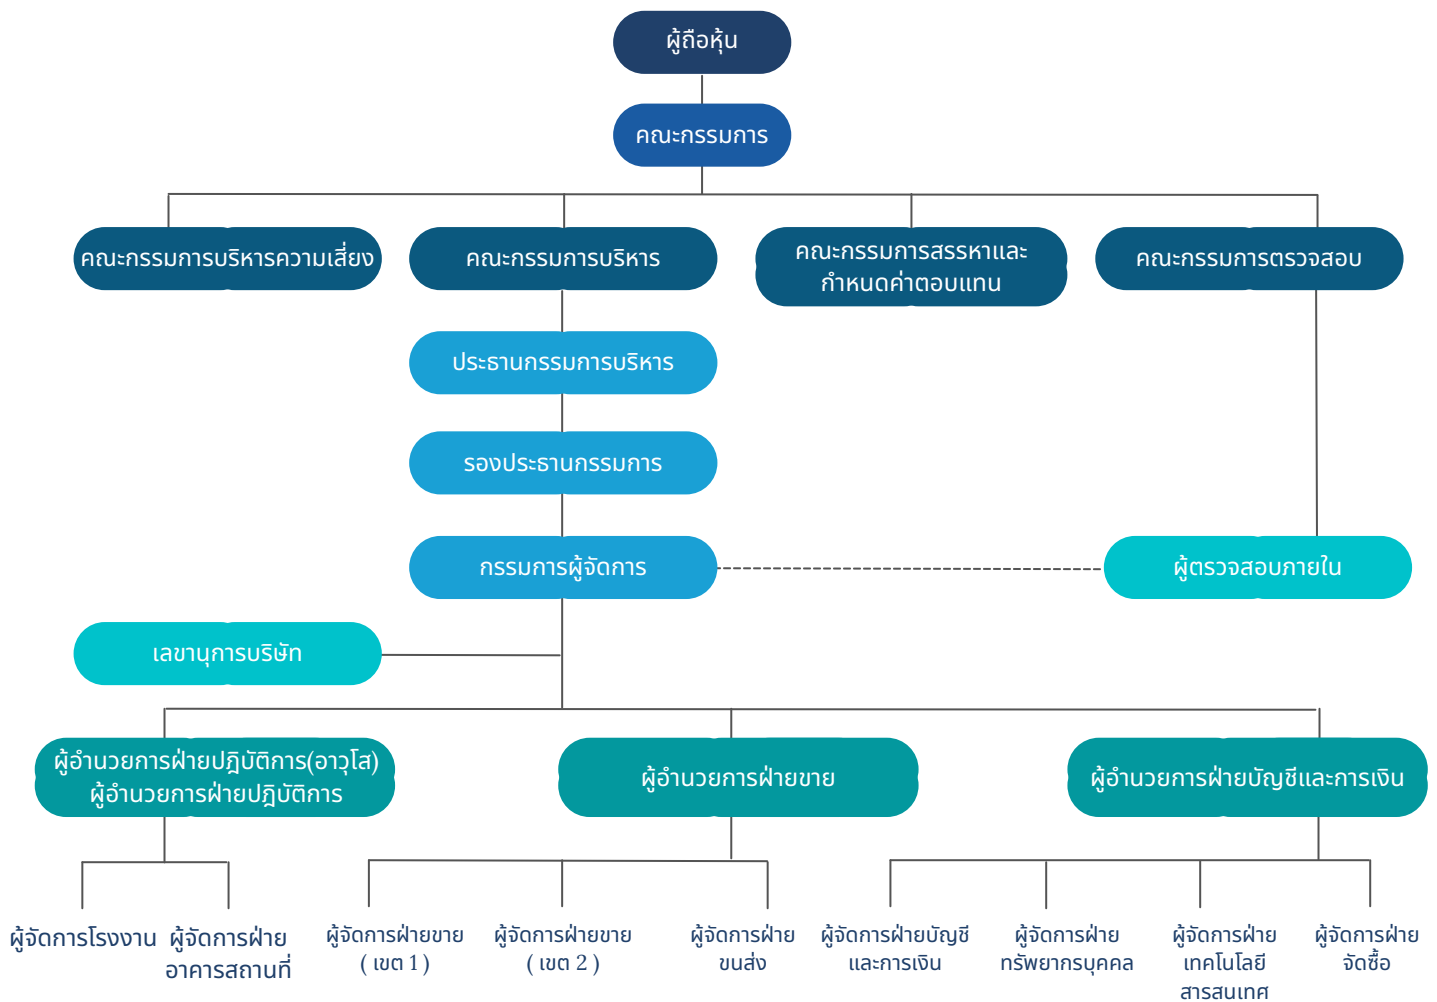 ผู้ถือหุ้น
คณะกรรมการ
คณะกรรมการบริหารความเสี่ยง
คณะกรรมการบริหาร
คณะกรรมการสรรหาและ
กำหนดค่าตอบแทน
คณะกรรมการตรวจสอบ
ประธานกรรมการบริหาร
รองประธานกรรมการ
กรรมการผู้จัดการ
ผู้ตรวจสอบภายใน
เลขานุการบริษัท
ผู้อำนวยการฝ่ายปฎิบัติการ(อาวุโส)
ผู้อำนวยการฝ่ายปฎิบัติการ
ผู้อำนวยการฝ่ายขาย
ผู้อำนวยการฝ่ายบัญชีและการเงิน
ผู้จัดการโรงงาน
ผู้จัดการฝ่าย
อาคารสถานที่
ผู้จัดการฝ่ายขาย
( เขต 1 )
ผู้จัดการฝ่ายขาย
( เขต 2 )
ผู้จัดการฝ่าย
ขนส่ง
ผู้จัดการฝ่ายบัญชี
และการเงิน
ผู้จัดการฝ่าย
ทรัพยากรบุคคล
ผู้จัดการฝ่าย
เทคโนโลยี
สารสนเทศ
ผู้จัดการฝ่าย
จัดซื้อ